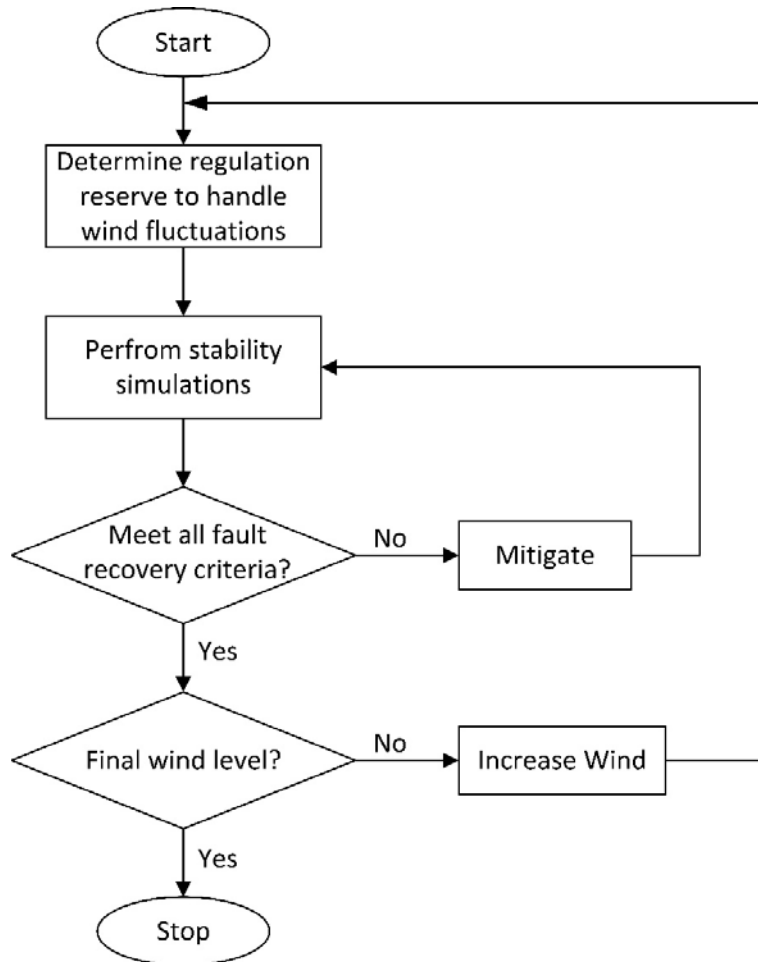 Start
Determine regulation
reserve to handle
wind fluctuations
Perfrom stability
simulations
Meet all fault
recovery criteria?
No
Mitigate
Yes
Final wind level?
No
Increase Wind
Yes
Stop